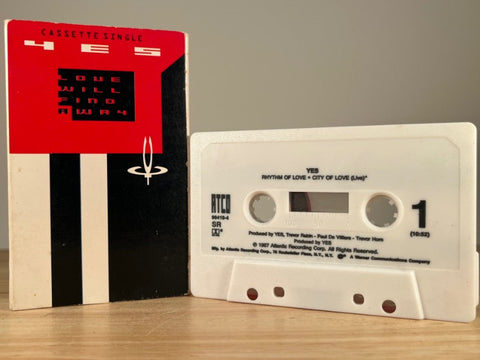 CASSETTE SINGLE
YES
LOVE
WILL
FIND
A WAY
YES
RHYTHM OF LOVE • CITY OF LOVE (Live)*
ATCO
SR
1
(10:52)
Produced by YES, Trevor Rabin - Paul De Villiers - Trevor Horn
Produced by YES
© 1987 Atlantic Recording Corp. All Rights Reserved.
Mfg. by Atlantic Recording Corp., 75 Rockefeller Plaza, N.Y., N.Y. A Warner Communications Company